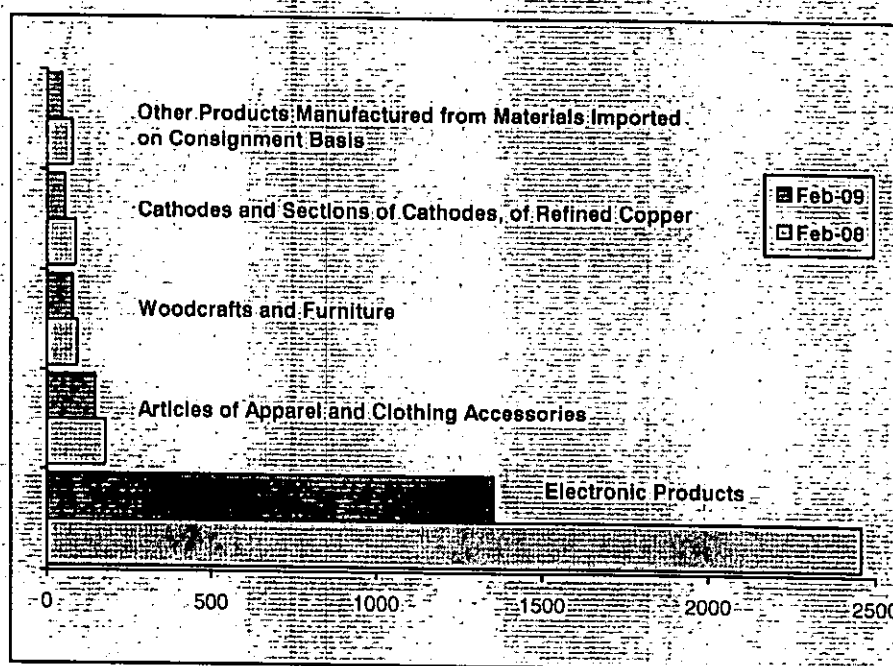 Other Products Manufactured from Materials Imported
on Consignment Basis
Cathodes and Sections of Cathodes, of Refined Copper
Woodcrafts and Furniture
Articles of Apparel and Clothing Accessories
Electronic Products
Feb-09
Feb-08
0 500 1000 1500 2000 2500